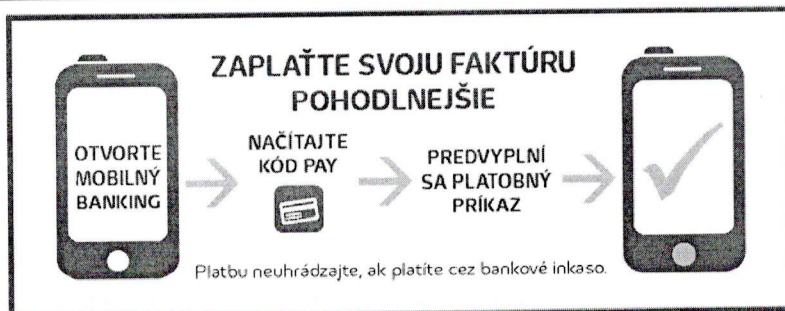 ZAPLAŤTE SVOJU FAKTÚRU
POHODLNEJŠIE
OTVORTE
MOBILNÝ
BANKING
NAČÍTAJTE
KÓD PAY
PREDVYPLNÍ
SA PLATOBNÝ
PRÍKAZ
Platbu neuhrádzajte, ak platíte cez bankové inkaso.